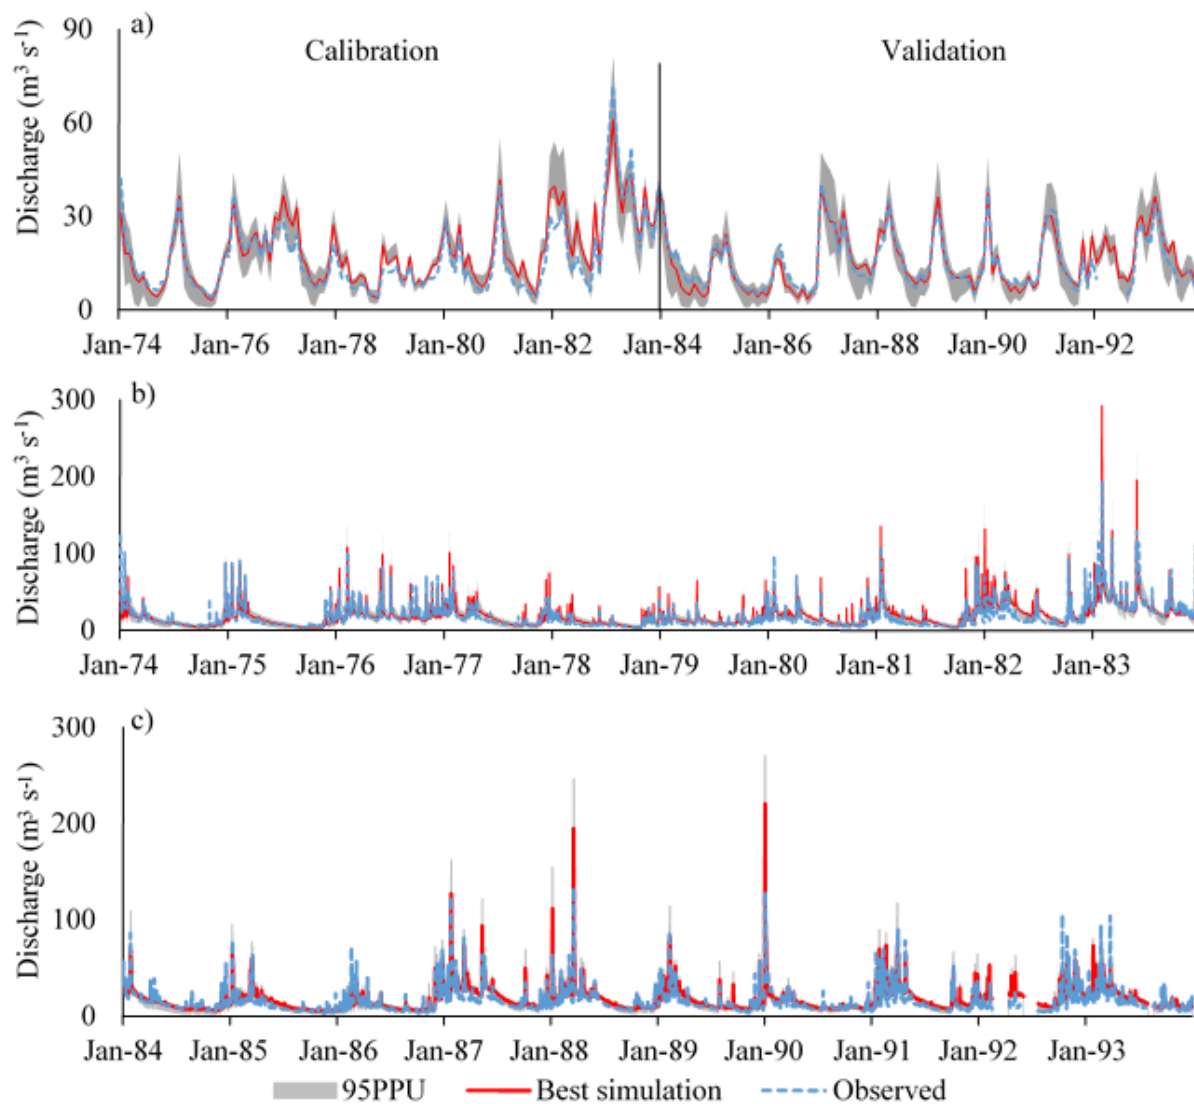 a)
Calibration Validation
Discharge (m³ s⁻¹)
90
60
30
0
Jan-74 Jan-76 Jan-78 Jan-80 Jan-82 Jan-84 Jan-86 Jan-88 Jan-90 Jan-92
b)
Discharge (m³ s⁻¹)
300
200
100
0
Jan-74 Jan-75 Jan-76 Jan-77 Jan-78 Jan-79 Jan-80 Jan-81 Jan-82 Jan-83
c)
Discharge (m³ s⁻¹)
300
200
100
0
Jan-84 Jan-85 Jan-86 Jan-87 Jan-88 Jan-89 Jan-90 Jan-91 Jan-92 Jan-93
95PPU Best simulation Observed